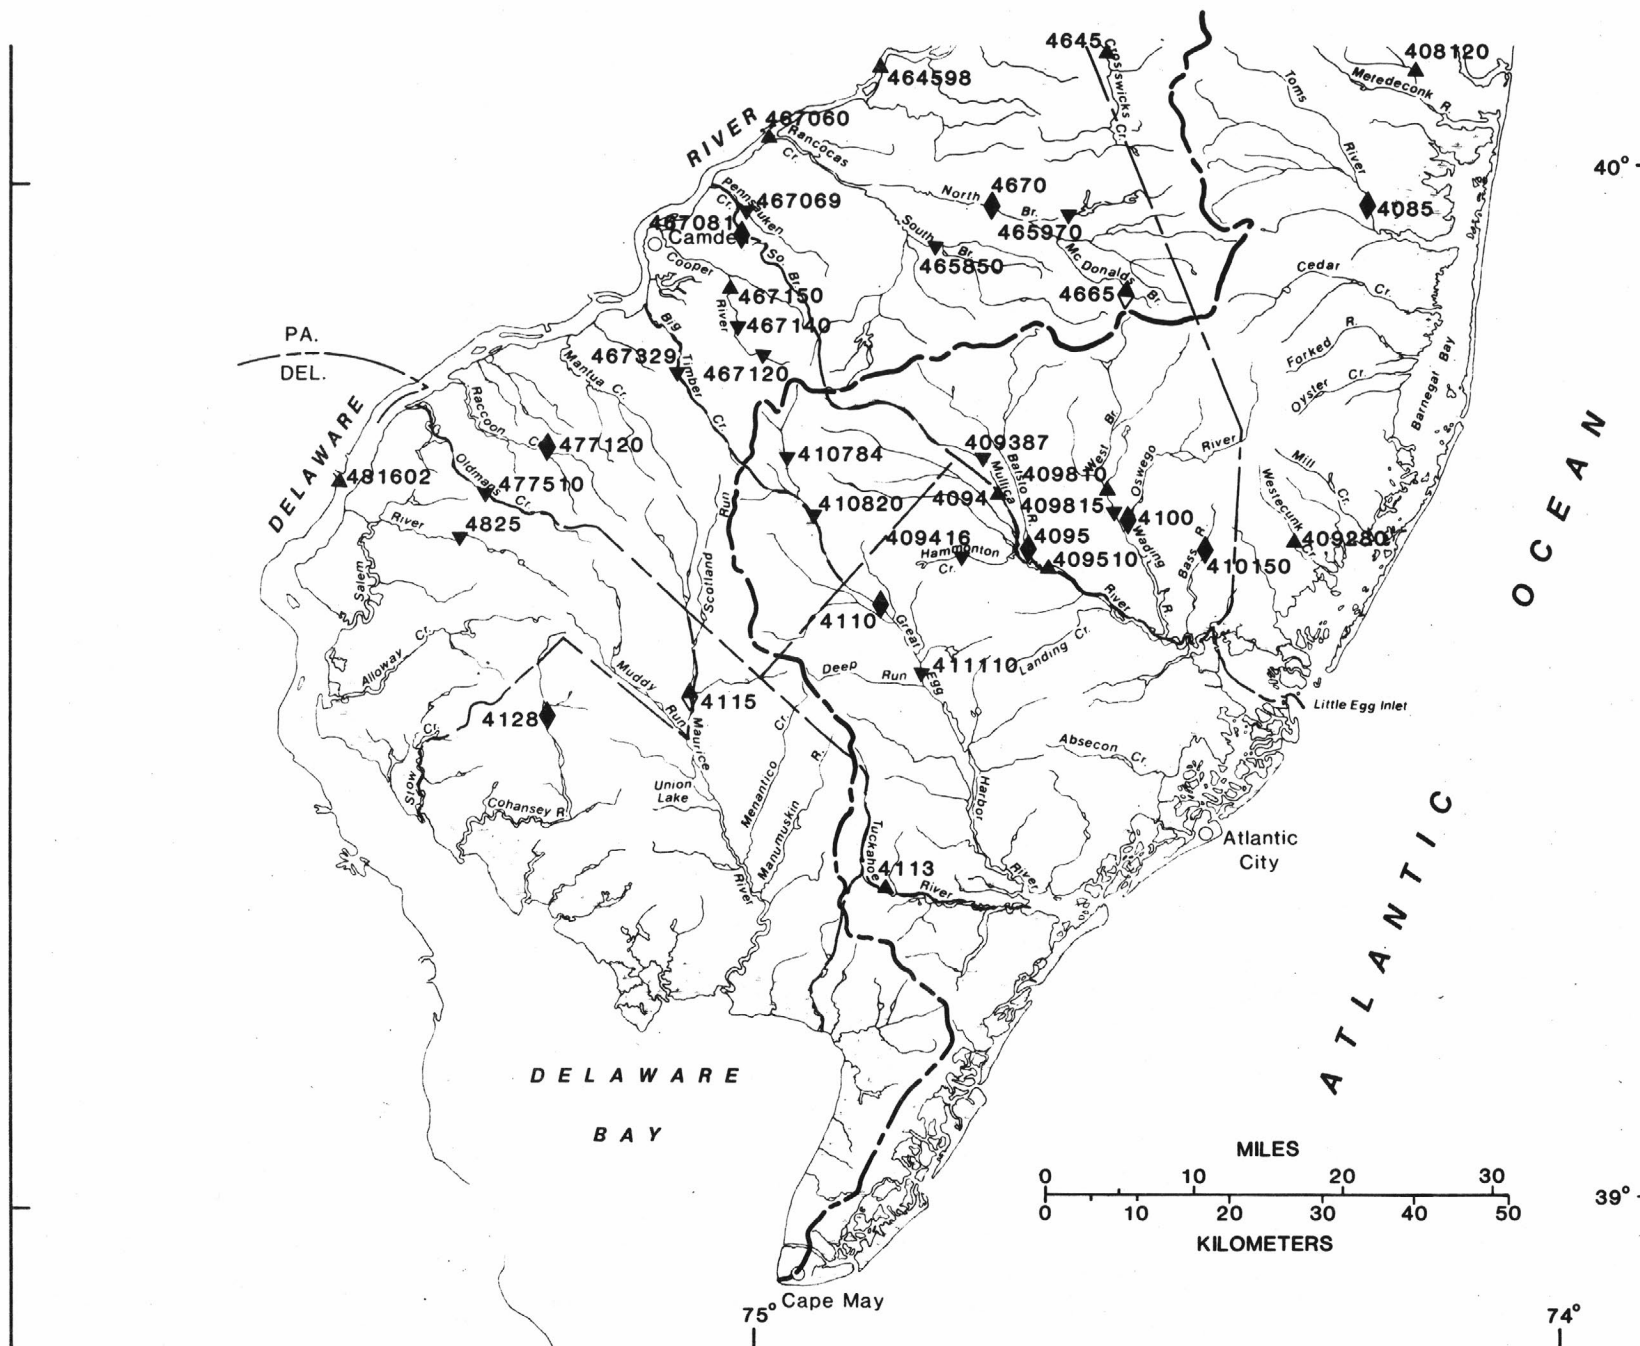 4645
Crosswicks Cr.
408120
464598
Metedeconk R.
Toms River
467060
RIVER
Rancocas
Cr.
40°
North Br.
4670
Pennsauken
Cr.
467069
4085
467081
465970
Camden
So. Br.
South Br.
465850
Mc Donalds Br.
Cooper River
467150
4665
Cedar Cr.
467140
Big Timber Cr.
PA.
DEL.
467329
467120
Mantua Cr.
Forked R.
Oyster Cr.
Barnegat Bay
DELAWARE
Raccoon Cr.
477120
409387
410784
West Br.
Oswego River
Mill Cr.
481602
Oldmans Cr.
477510
Mullica
Batsto R.
409810
4094
Westecunk Cr.
410820
409815
4100
River
4825
Run
409416
4095
Wading R.
409280
Hammonton
Cr.
409510
Bass R.
410150
Salem
Scotland
River
4110
Great Egg Harbor River
Landing Cr.
411110
Alloway Cr.
Muddy Run
Deep Run
4115
Little Egg Inlet
4128
Cr.
Stow
Maurice River
Menantico Cr.
Absecon Cr.
Union
Lake
Manumuskin R.
Cohansey R.
Tuckahoe River
Atlantic
City
4113
ATLANTIC OCEAN
DELAWARE
BAY
MILES
0 10 20 30
0 10 20 30 40 50
KILOMETERS
39°
Cape May
75°
74°